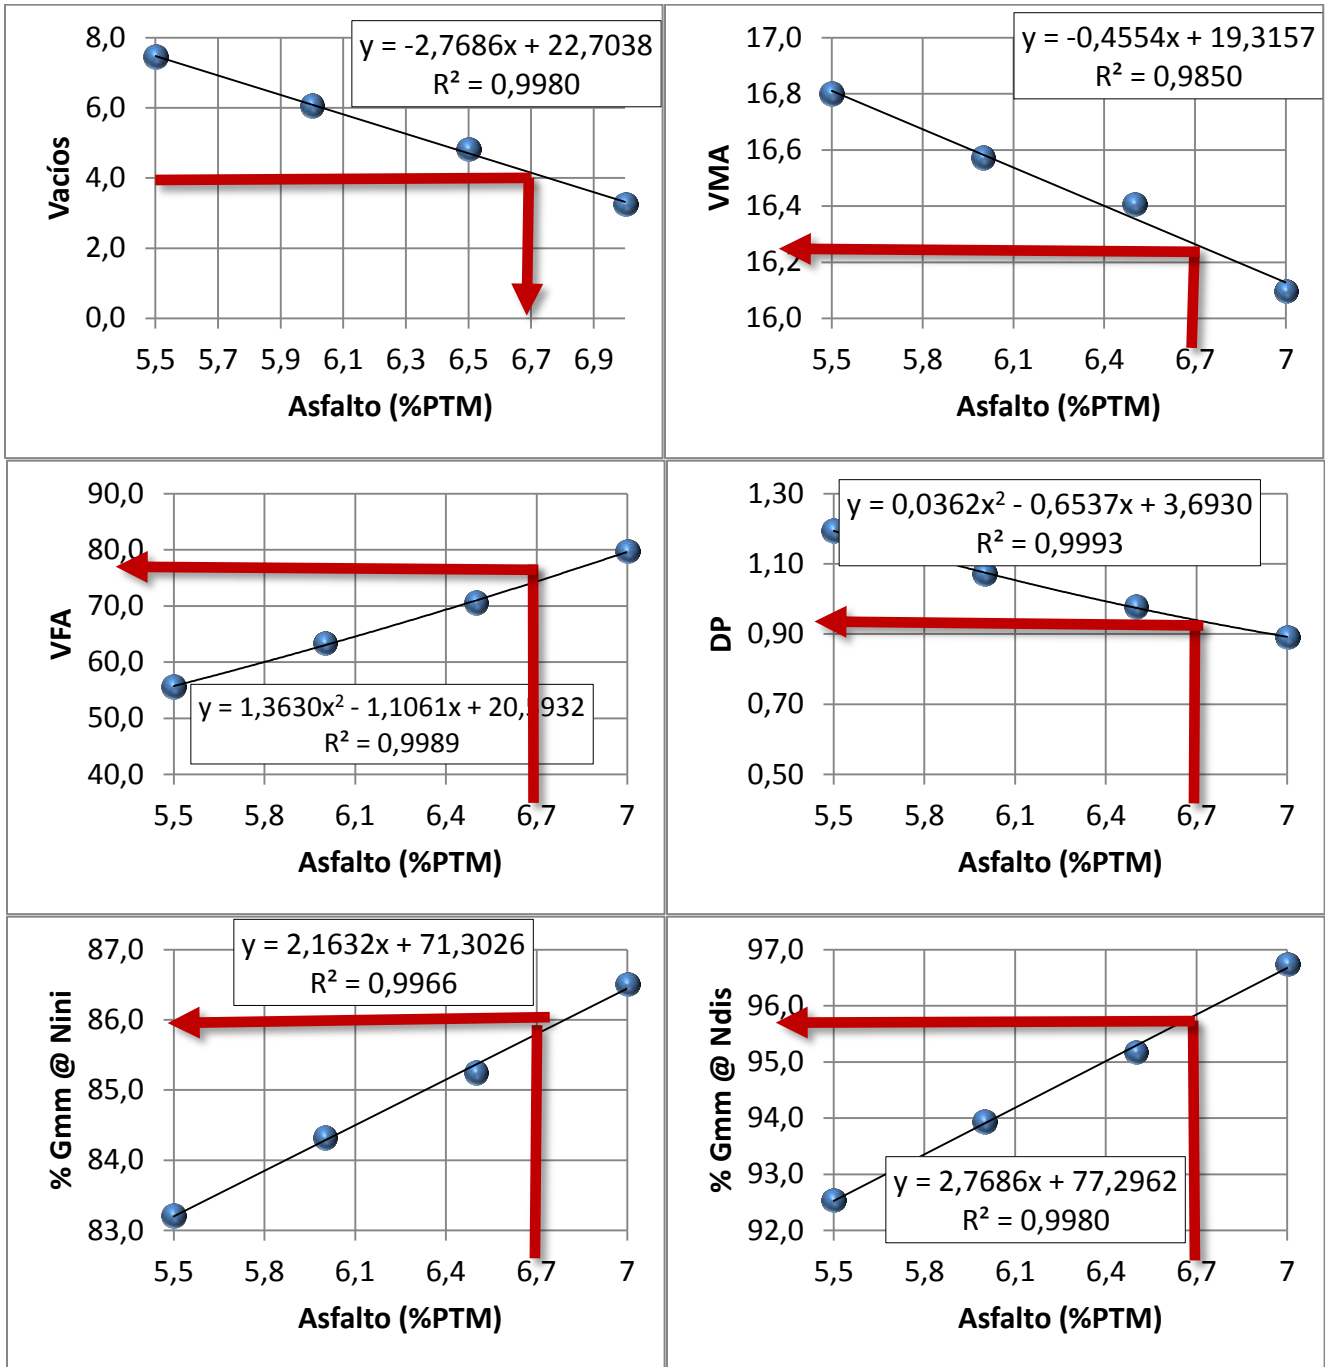 y = -2,7686x + 22,7038
R² = 0,9980
Vacíos
8,0
6,0
4,0
2,0
0,0
5,5 5,7 5,9 6,1 6,3 6,5 6,7 6,9
Asfalto (%PTM)
y = -0,4554x + 19,3157
R² = 0,9850
VMA
17,0
16,8
16,6
16,4
16,2
16,0
5,5 5,8 6,1 6,4 6,7 7
Asfalto (%PTM)
VFA
90,0
80,0
70,0
60,0
50,0
40,0
y = 1,3630x² - 1,1061x + 20,5932
R² = 0,9989
5,5 5,8 6,1 6,4 6,7 7
Asfalto (%PTM)
y = 0,0362x² - 0,6537x + 3,6930
R² = 0,9993
DP
1,30
1,10
0,90
0,70
0,50
5,5 5,8 6,1 6,4 6,7 7
Asfalto (%PTM)
y = 2,1632x + 71,3026
R² = 0,9966
% Gmm @ Nini
87,0
86,0
85,0
84,0
83,0
5,5 5,8 6,1 6,4 6,7 7
Asfalto (%PTM)
% Gmm @ Ndis
97,0
96,0
95,0
94,0
93,0
92,0
y = 2,7686x + 77,2962
R² = 0,9980
5,5 5,8 6,1 6,4 6,7 7
Asfalto (%PTM)